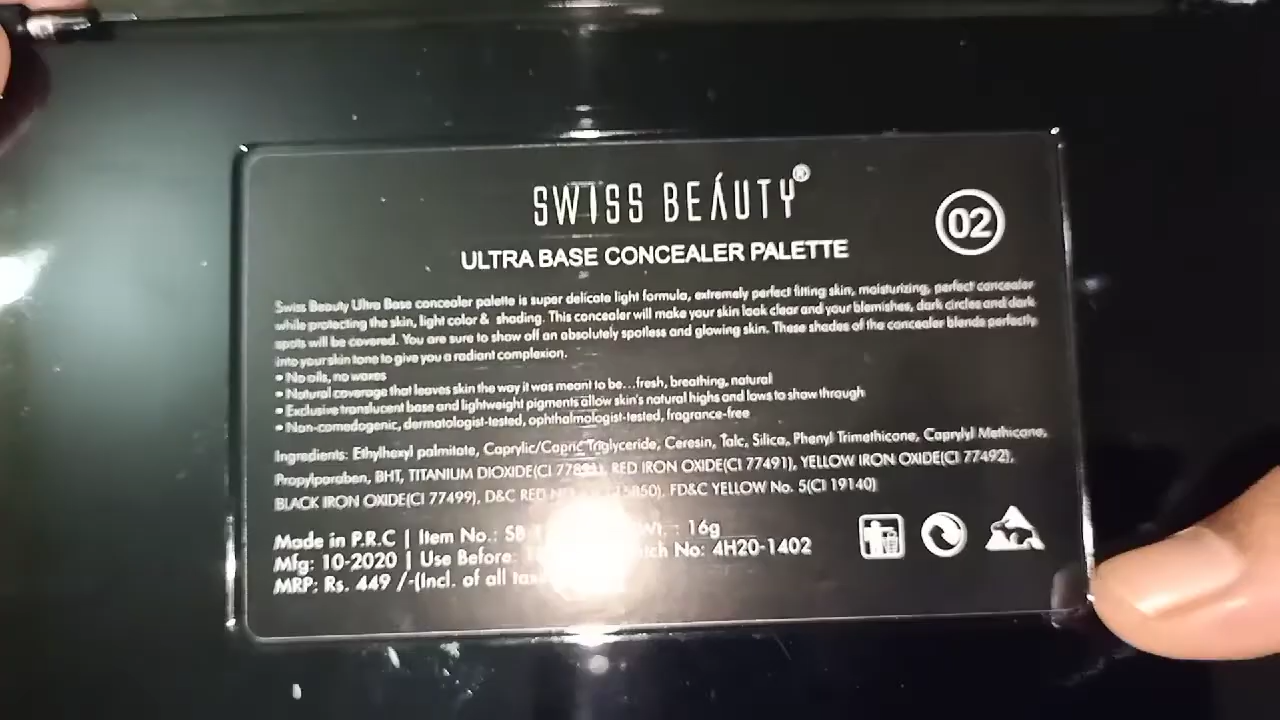 SWISS BEÁUTY®
02
ULTRA BASE CONCEALER PALETTE
Swiss Beauty Ultra Base concealer palette is super delicate light formula, extremely perfect fitting skin, moisturizing, perfect concealer
while protecting the skin, light color & shading. This concealer will make your skin look clear and your blemishes, dark circles and dark
spots will be covered. You are sure to show off an absolutely spotless and glowing skin. These shades of the concealer blends perfectly
into your skin tone to give you a radiant complexion.
• No oils, no waxes
• Natural coverage that leaves skin the way it was meant to be...fresh, breathing, natural
• Exclusive translucent base and lightweight pigments allow skin's natural highs and lows to show through
• Non-comedogenic, dermatologist-tested, ophthalmologist-tested, fragrance-free
Ingredients: Ethylhexyl palmitate, Caprylic/Capric Triglyceride, Ceresin, Talc, Silica, Phenyl Trimethicone, Caprylyl Methicone,
Propylparaben, BHT, TITANIUM DIOXIDE(CI 77891), RED IRON OXIDE(CI 77491), YELLOW IRON OXIDE(CI 77492),
BLACK IRON OXIDE(CI 77499), D&C RED 15850), FD&C YELLOW No. 5(CI 19140)
Made in P.R.C | Item No.: SB Wt. : 16g
Mfg: 10-2020 | Use Before: No: 4H20-1402
MRP: Rs. 449 /-(Incl. of all